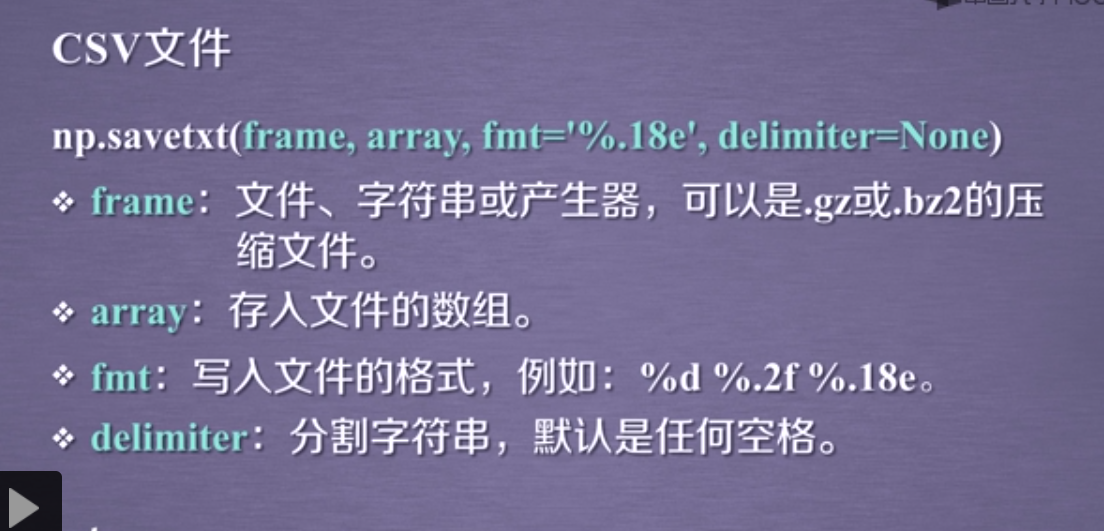 CSV文件
np.savetxt(frame, array, fmt='%.18e', delimiter=None)
❖ frame：文件、字符串或产生器，可以是.gz或.bz2的压
缩文件。
❖ array：存入文件的数组。
❖ fmt：写入文件的格式，例如：%d %.2f %.18e。
❖ delimiter：分割字符串，默认是任何空格。